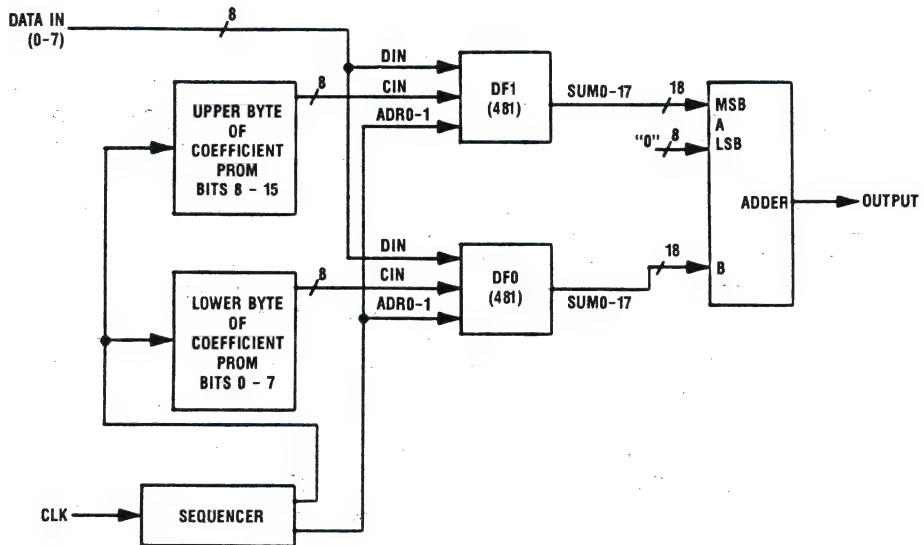 8
DATA IN
(0-7)
DIN
8
CIN
ADR0-1
DF1
(481)
SUM0-17
18
MSB
A
"0"
8
LSB
UPPER BYTE
OF
COEFFICIENT
PROM
BITS 8 - 15
ADDER
OUTPUT
DIN
8
CIN
ADR0-1
DF0
(481)
SUM0-17
18
B
LOWER BYTE
OF
COEFFICIENT
PROM
BITS 0 - 7
CLK
SEQUENCER